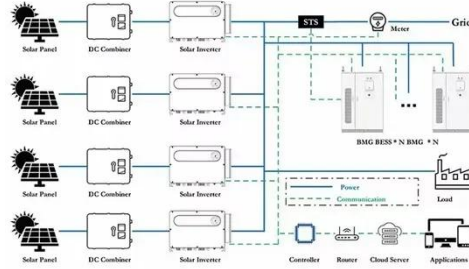 STS
Meter
Grid
Solar Panel
DC Combiner
Solar Inverter
Solar Panel
DC Combiner
Solar Inverter
BMG BESS * N BMG * N
Solar Panel
DC Combiner
Solar Inverter
Power
Communication
Load
Solar Panel
DC Combiner
Solar Inverter
Controller
Router
Cloud Server
Applications